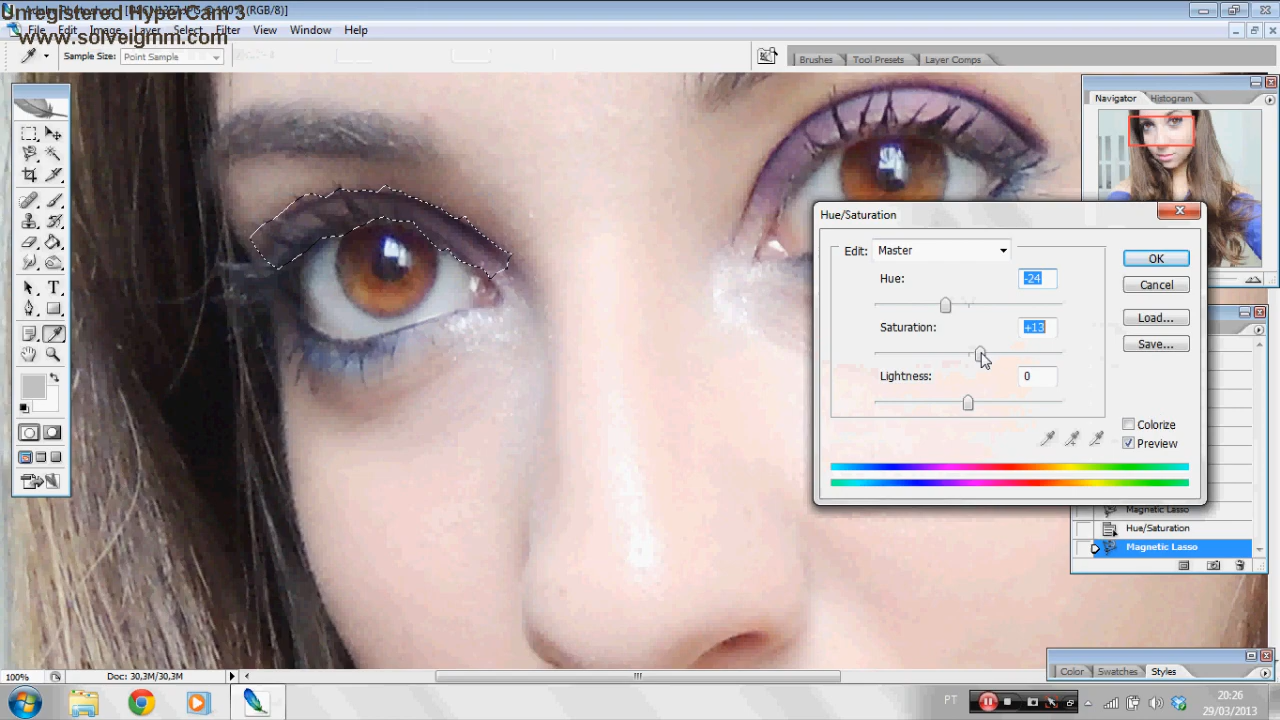 Unregistered HyperCam 3
www.solveigmm.com
File Edit Image Layer Select Filter View Window Help
Sample Size: Point Sample
Brushes Tool Presets Layer Comps
Navigator Histogram
Hue/Saturation
Edit: Master
OK
Hue: -24
Cancel
Load...
Saturation: +13
Save...
Lightness: 0
Colorize
Preview
Magnetic Lasso
Hue/Saturation
Magnetic Lasso
Color Swatches Styles
100% Doc: 30,3M/30,3M
PT
20:26
29/03/2013